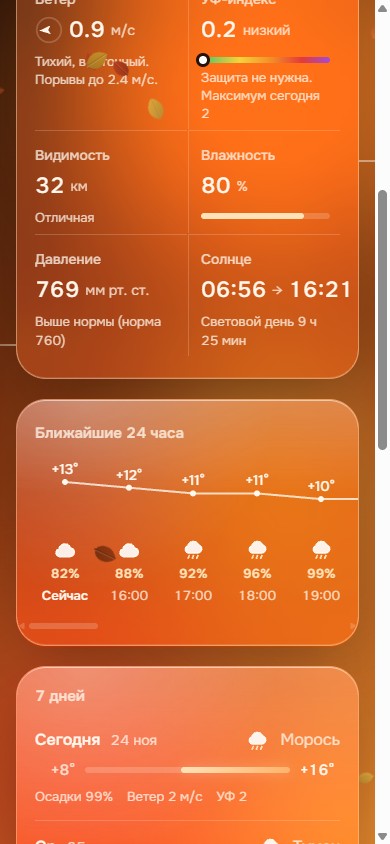 Ветер УФ-индекс
0.9 м/с 0.2 низкий
Тихий, восточный.
Порывы до 2.4 м/с.
Защита не нужна.
Максимум сегодня
2
Видимость Влажность
32 км 80 %
Отличная
Давление Солнце
769 мм рт. ст. 06:56 → 16:21
Выше нормы (норма
760)
Световой день 9 ч
25 мин
Ближайшие 24 часа
+13° +12° +11° +11° +10°
82% 88% 92% 96% 99%
Сейчас 16:00 17:00 18:00 19:00
7 дней
Сегодня 24 ноя Морось
+8° +16°
Осадки 99% Ветер 2 м/с УФ 2